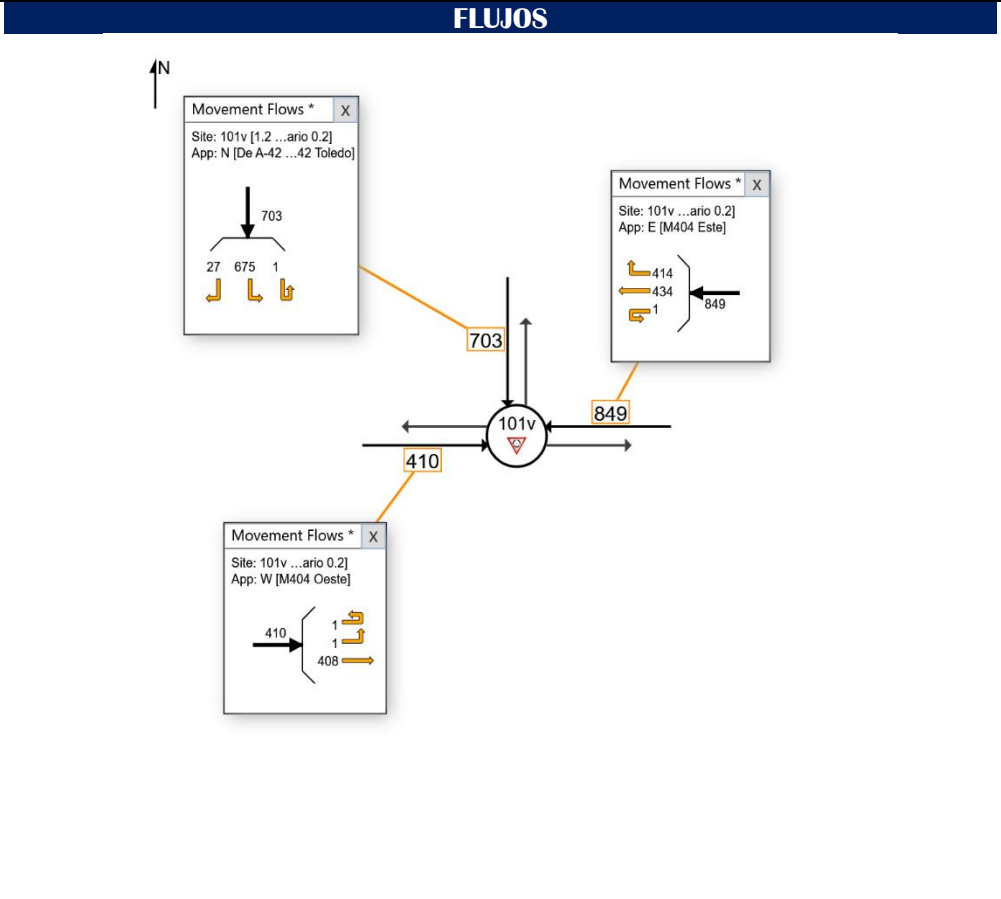 FLUJOS
N
Movement Flows * X
Site: 101v [1.2 ...ario 0.2]
App: N [De A-42 ...42 Toledo]
703
27 675 1
Movement Flows * X
Site: 101v ...ario 0.2]
App: E [M404 Este]
414
434
1
849
703
849
101v
410
Movement Flows * X
Site: 101v ...ario 0.2]
App: W [M404 Oeste]
410
1
1
408